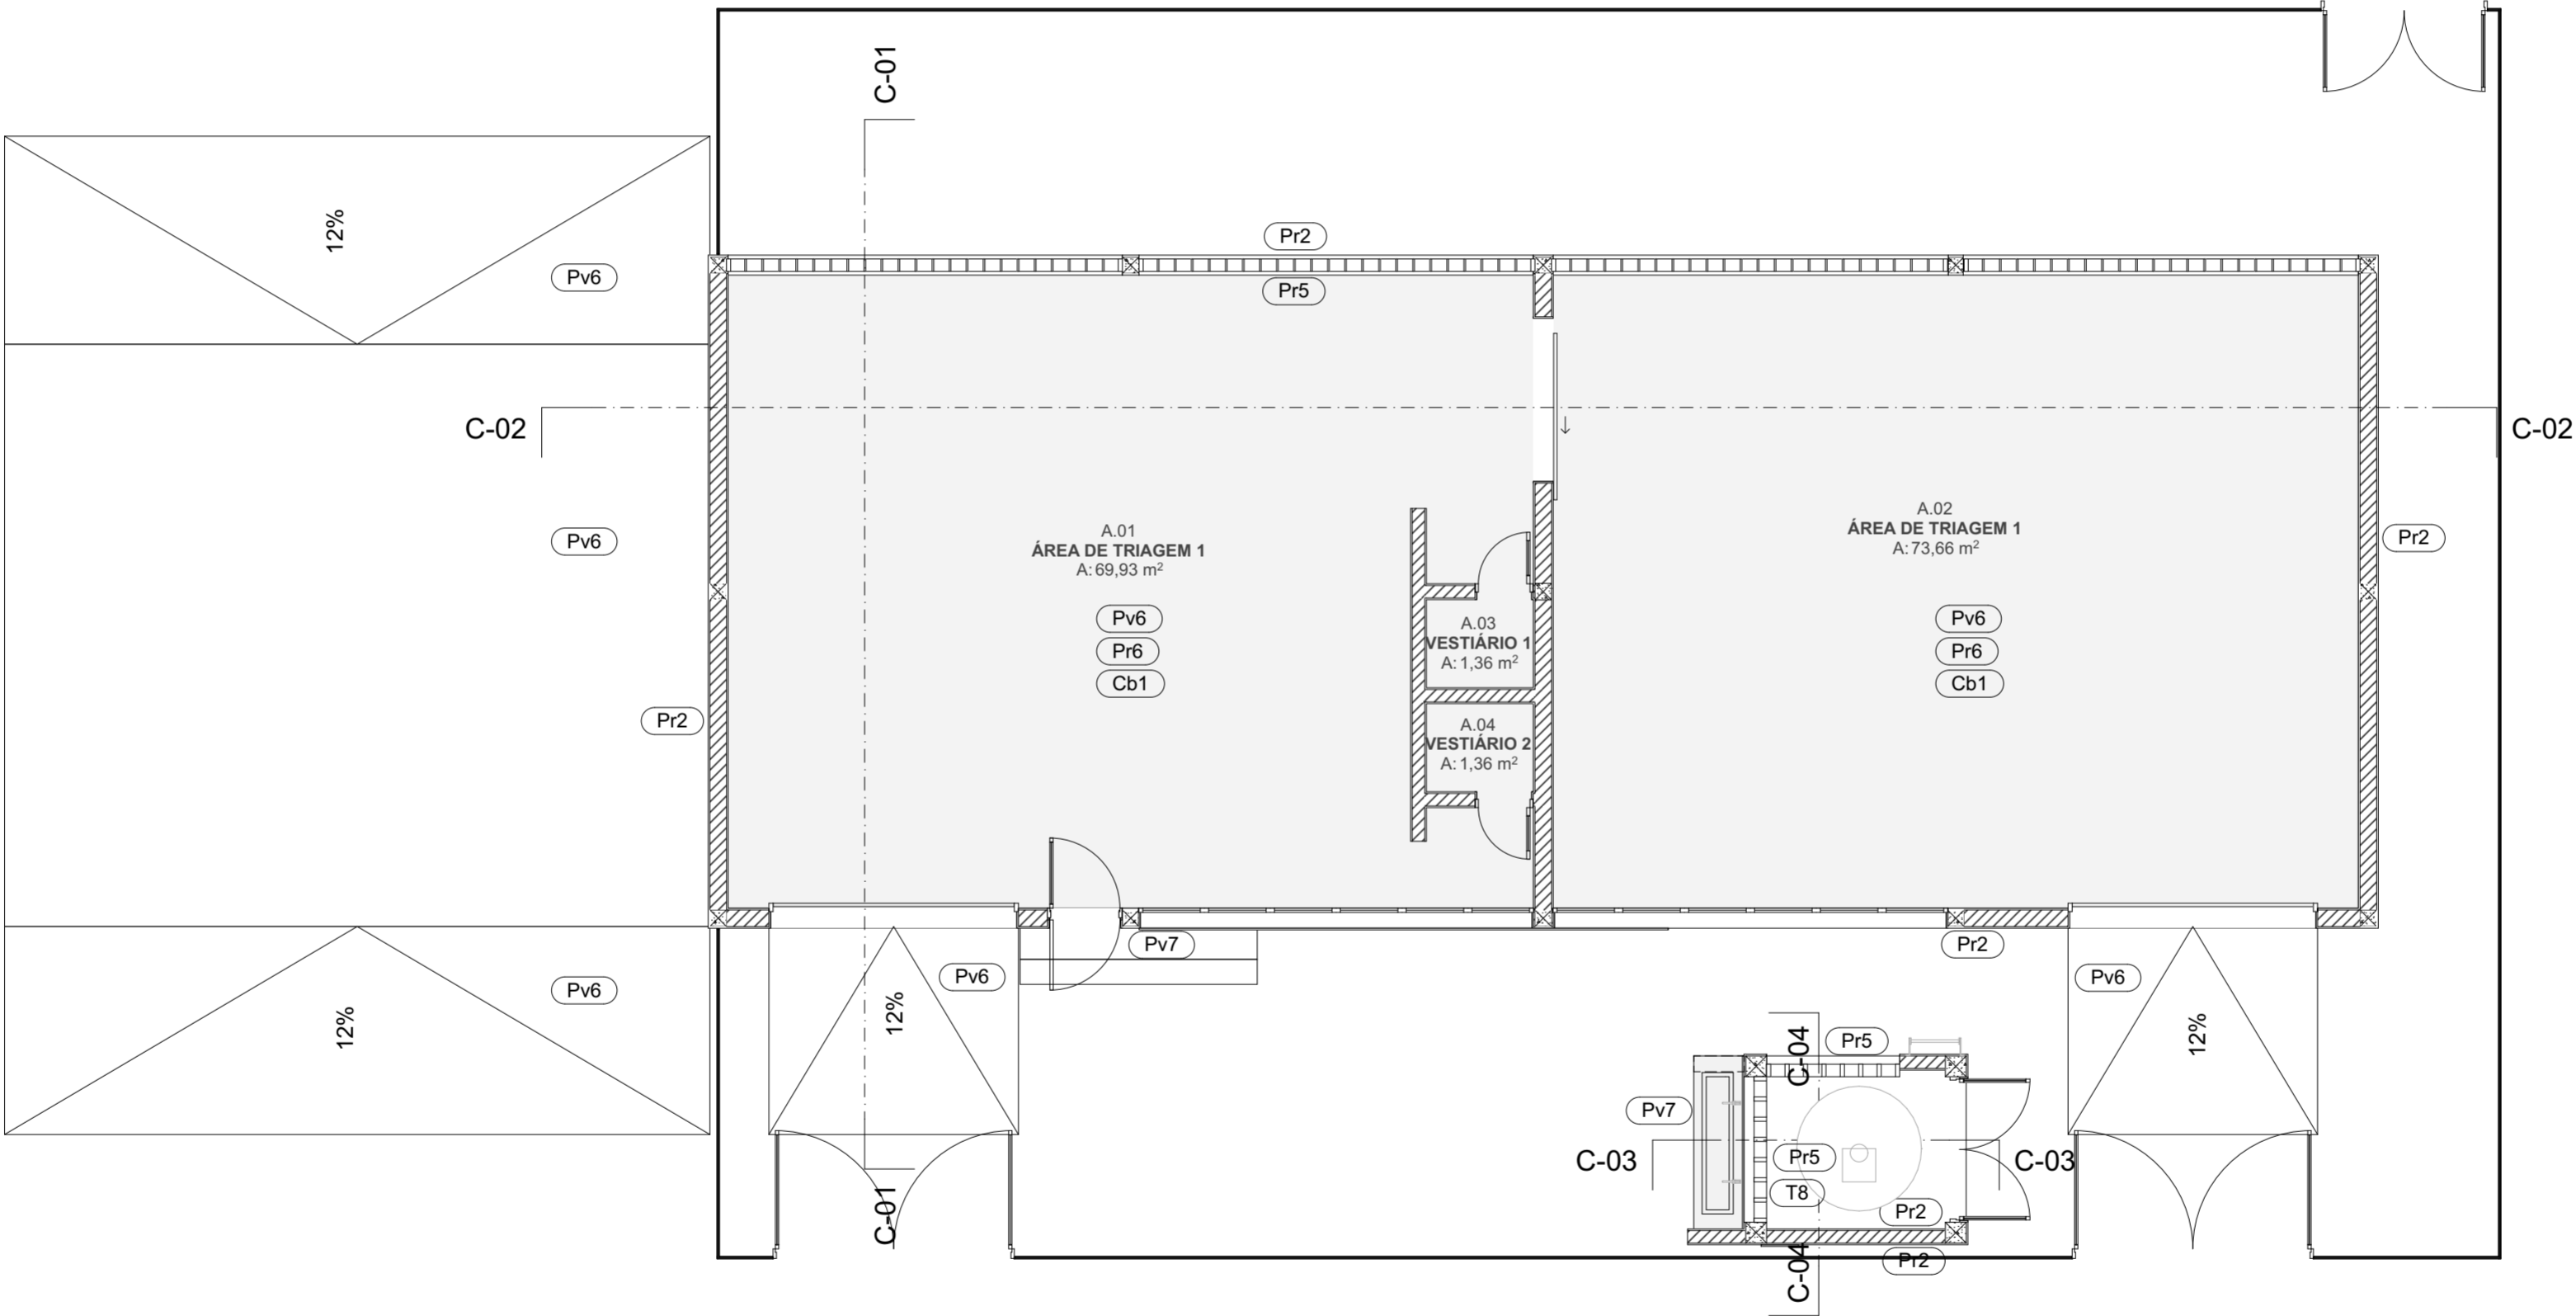 C-01
12%
Pr2
Pv6
Pr5
C-02
C-02
A.01
ÁREA DE TRIAGEM 1
A: 69,93 m²
Pv6
Pr6
Cb1
A.02
ÁREA DE TRIAGEM 1
A: 73,66 m²
Pv6
Pr6
Cb1
Pv6
Pr2
A.03
VESTIÁRIO 1
A: 1,36 m²
Pr2
A.04
VESTIÁRIO 2
A: 1,36 m²
Pv7
Pr2
Pv6
Pv6
Pv6
12%
12%
12%
C-04
Pr5
Pv7
C-03
Pr5
C-03
T8
Pr2
C-01
Pr2
C-04